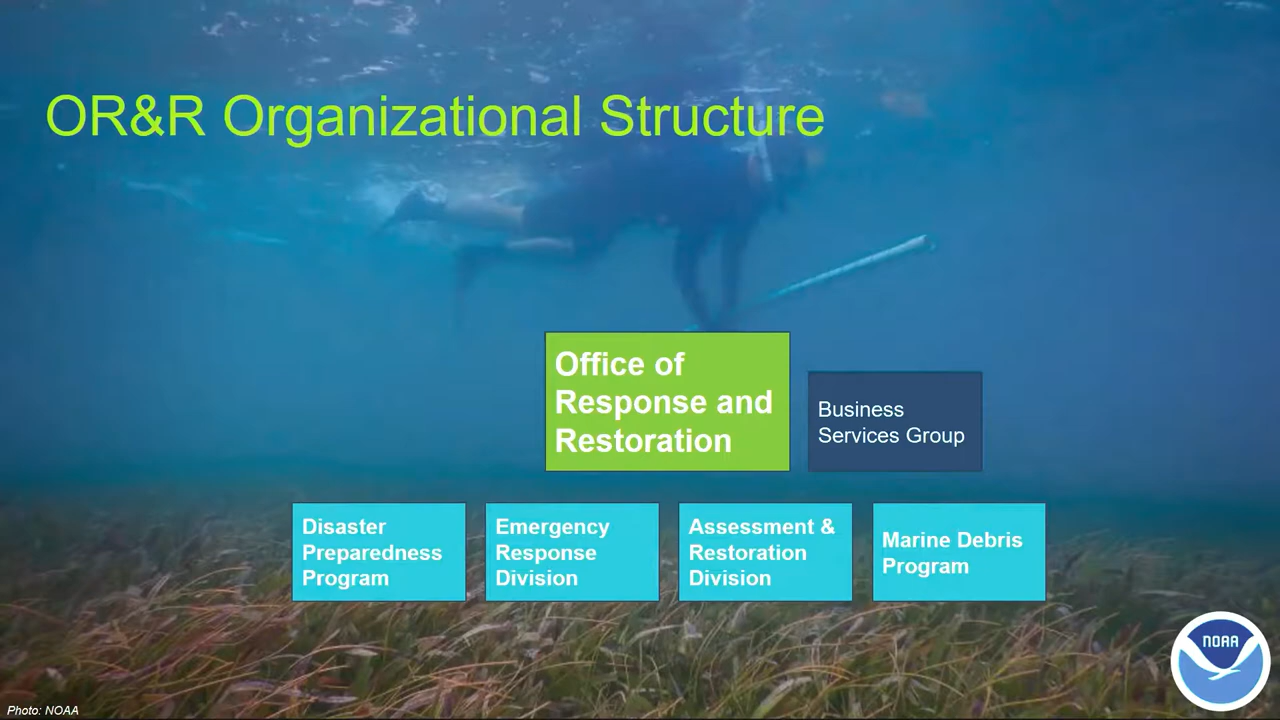 OR&R Organizational Structure
Office of
Response and
Restoration
Business
Services Group
Disaster
Preparedness
Program
Emergency
Response
Division
Assessment &
Restoration
Division
Marine Debris
Program
NOAA
Photo: NOAA